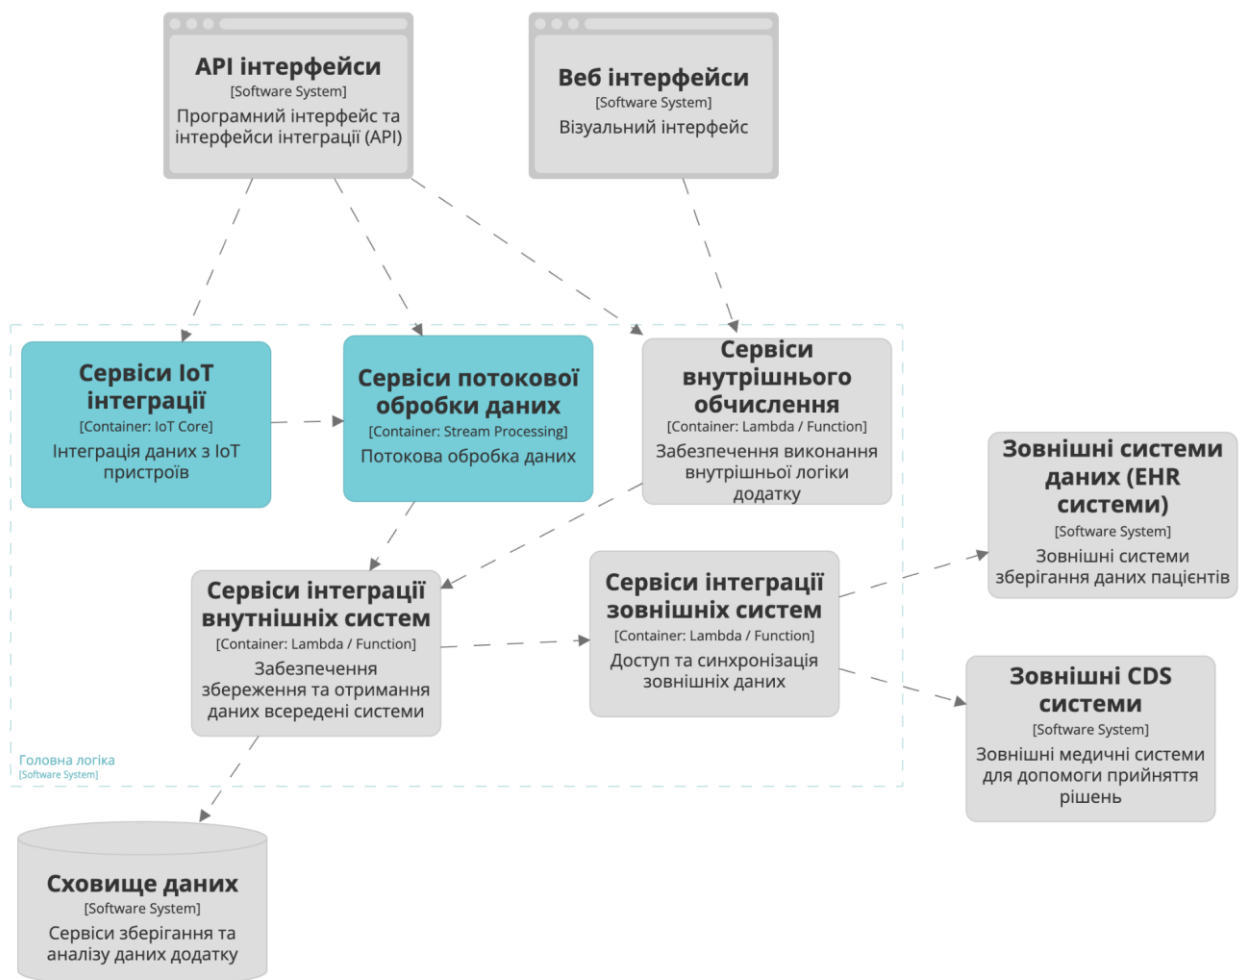 API інтерфейси
[Software System]
Програмний інтерфейс та
інтерфейси інтеграції (API)
Веб інтерфейси
[Software System]
Візуальний інтерфейс
Сервіси IoT
інтеграції
[Container: IoT Core]
Інтеграція даних з IoT
пристроїв
Сервіси потокової
обробки даних
[Container: Stream Processing]
Потокова обробка даних
Сервіси
внутрішнього
обчислення
[Container: Lambda / Function]
Забезпечення виконання
внутрішньої логіки
додатку
Зовнішні системи
даних (EHR
системи)
[Software System]
Зовнішні системи
зберігання даних пацієнтів
Сервіси інтеграції
внутнішніх систем
[Container: Lambda / Function]
Забезпечення
збереження та отримання
даних всередені системи
Сервіси інтеграції
зовнішніх систем
[Container: Lambda / Function]
Доступ та синхронізація
зовнішніх даних
Зовнішні CDS
системи
[Software System]
Зовнішні медичні системи
для допомоги прийняття
рішень
Головна логіка
[Software System]
Сховище даних
[Software System]
Сервіси зберігання та
аналізу даних додатку